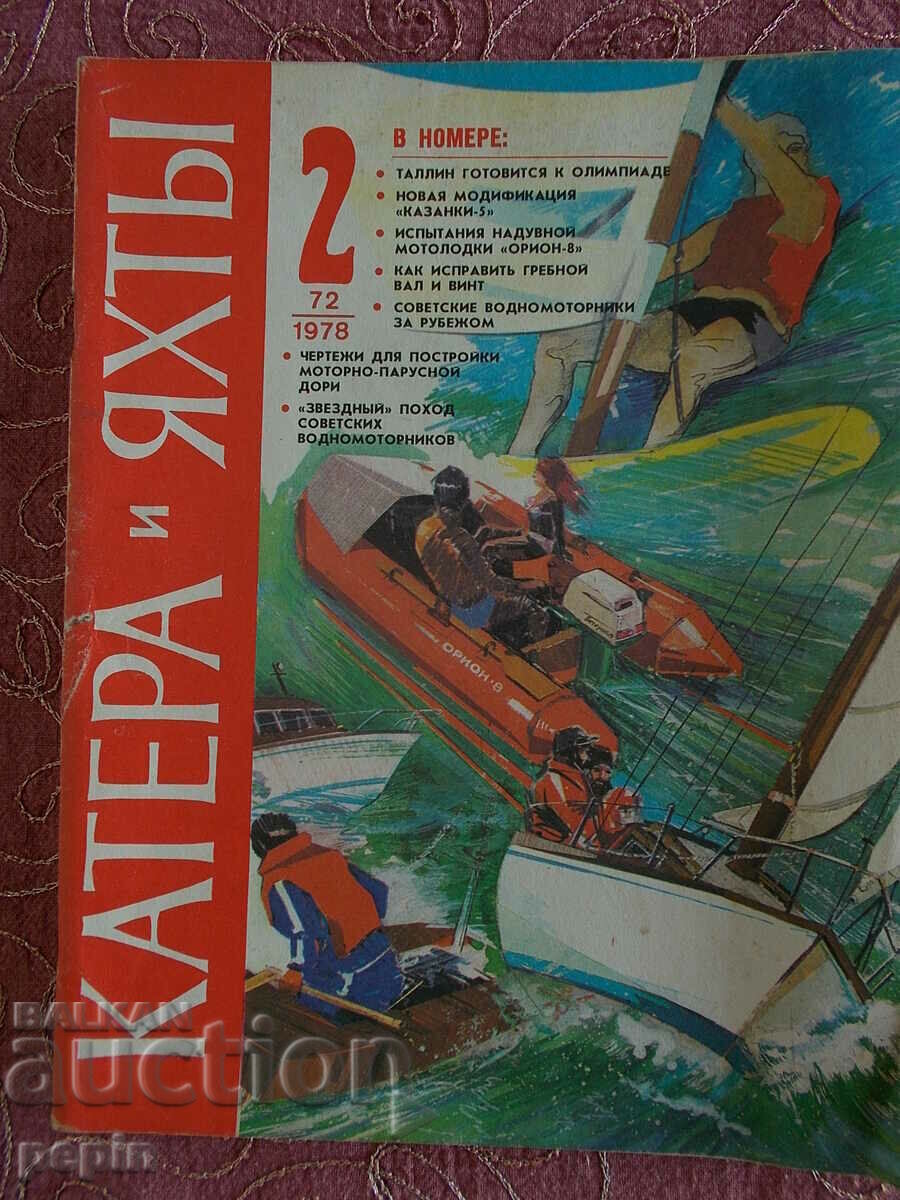 КАТЕРА и ЯХТЫ
2
72
1978
В НОМЕРЕ:
• ТАЛЛИН ГОТОВИТСЯ К ОЛИМПИАДЕ
• НОВАЯ МОДИФИКАЦИЯ
«КАЗАНКИ-5»
• ИСПЫТАНИЯ НАДУВНОЙ
МОТОЛОДКИ «ОРИОН-8»
• КАК ИСПРАВИТЬ ГРЕБНОЙ
ВАЛ И ВИНТ
• СОВЕТСКИЕ ВОДНОМОТОРНИКИ
ЗА РУБЕЖОМ
• ЧЕРТЕЖИ ДЛЯ ПОСТРОЙКИ
МОТОРНО-ПАРУСНОЙ
ДОРИ
• «ЗВЕЗДНЫЙ» ПОХОД
СОВЕТСКИХ
ВОДНОМОТОРНИКОВ
ОРИОН-8
BALKAN
auction
pepin